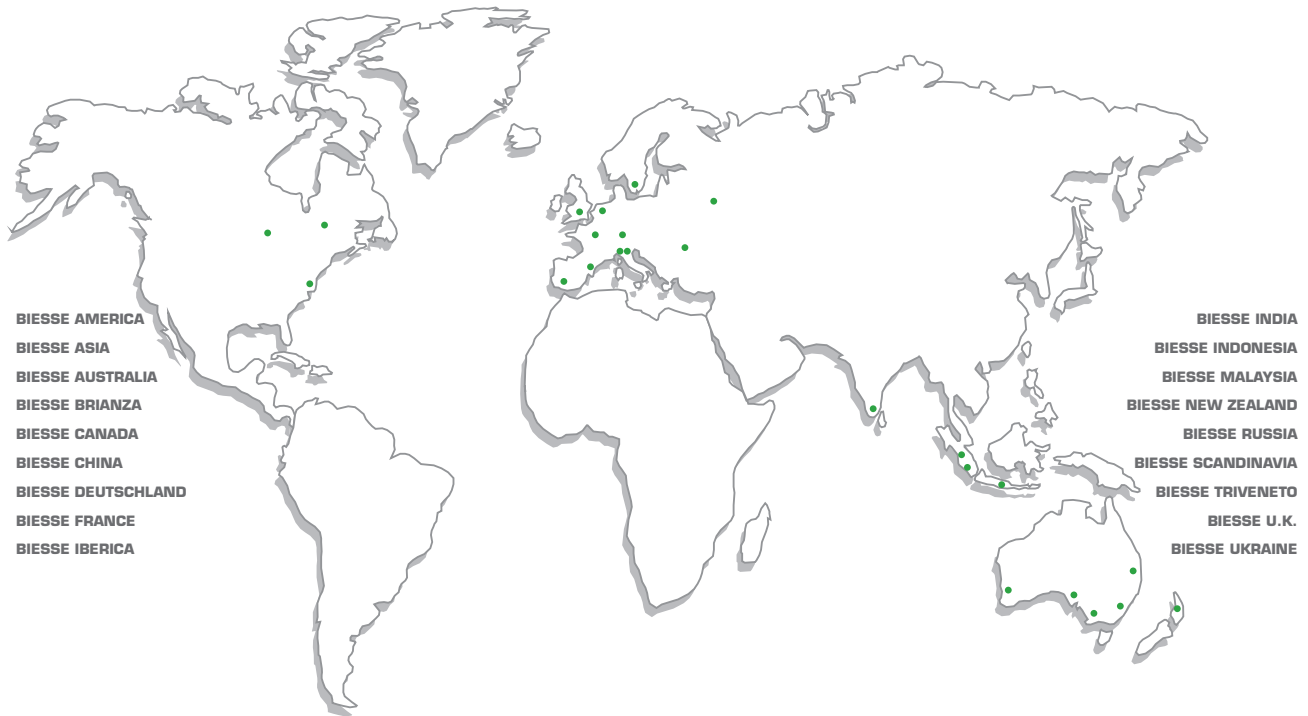 BIESSE AMERICA
BIESSE ASIA
BIESSE AUSTRALIA
BIESSE BRIANZA
BIESSE CANADA
BIESSE CHINA
BIESSE DEUTSCHLAND
BIESSE FRANCE
BIESSE IBERICA
BIESSE INDIA
BIESSE INDONESIA
BIESSE MALAYSIA
BIESSE NEW ZEALAND
BIESSE RUSSIA
BIESSE SCANDINAVIA
BIESSE TRIVENETO
BIESSE U.K.
BIESSE UKRAINE